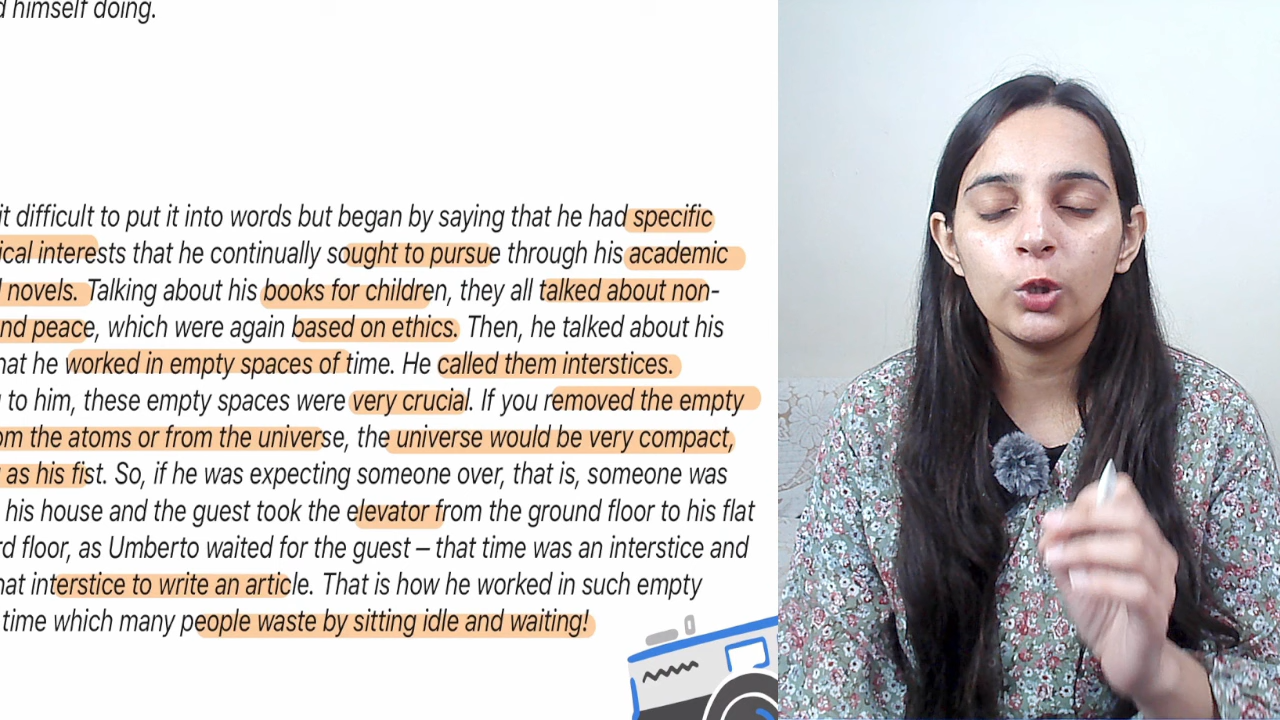 d himself doing.
it difficult to put it into words but began by saying that he had specific
ical interests that he continually sought to pursue through his academic
novels. Talking about his books for children, they all talked about non-
nd peace, which were again based on ethics. Then, he talked about his
hat he worked in empty spaces of time. He called them interstices.
to him, these empty spaces were very crucial. If you removed the empty
om the atoms or from the universe, the universe would be very compact,
as his fist. So, if he was expecting someone over, that is, someone was
his house and the guest took the elevator from the ground floor to his flat
rd floor, as Umberto waited for the guest – that time was an interstice and
hat interstice to write an article. That is how he worked in such empty
time which many people waste by sitting idle and waiting!